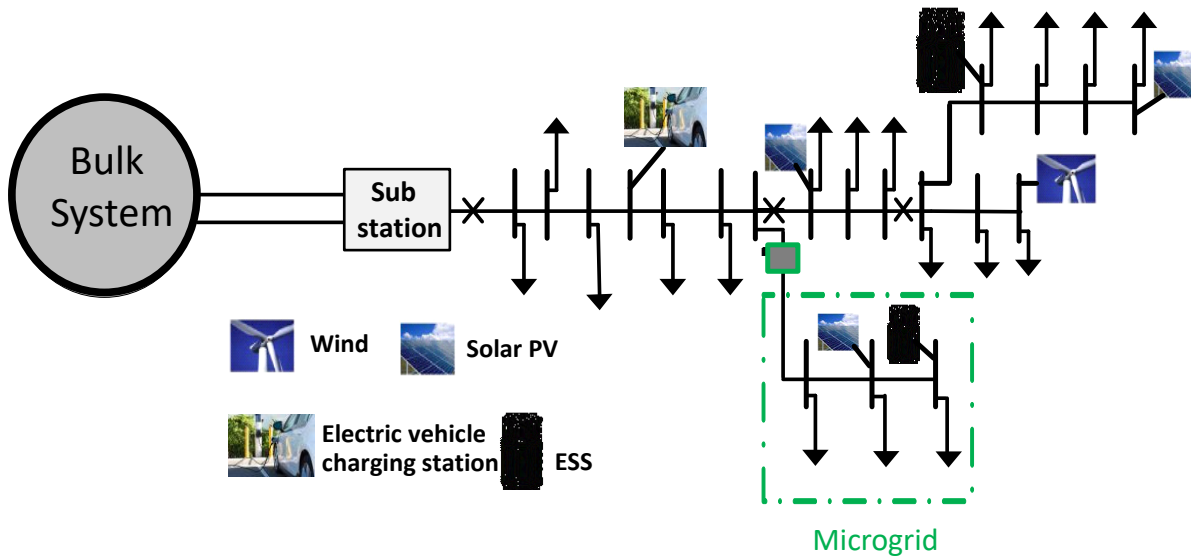 Bulk
System
Sub
station
Wind
Solar PV
Electric vehicle
charging station
ESS
Microgrid